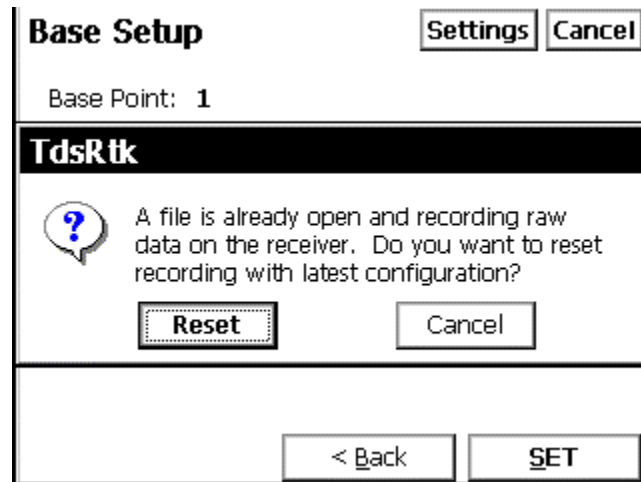 Base Setup
Settings
Cancel
Base Point: 1
TdsRtk
?
A file is already open and recording raw
data on the receiver. Do you want to reset
recording with latest configuration?
Reset
Cancel
< Back
SET